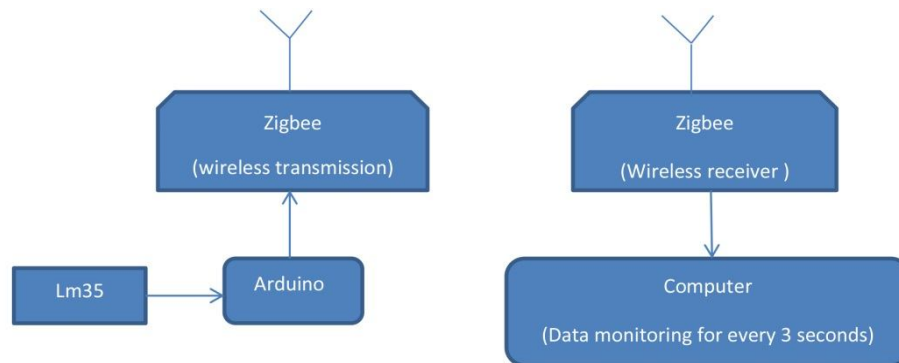 Zigbee
(wireless transmission)
Zigbee
(Wireless receiver )
Lm35
Arduino
Computer
(Data monitoring for every 3 seconds)